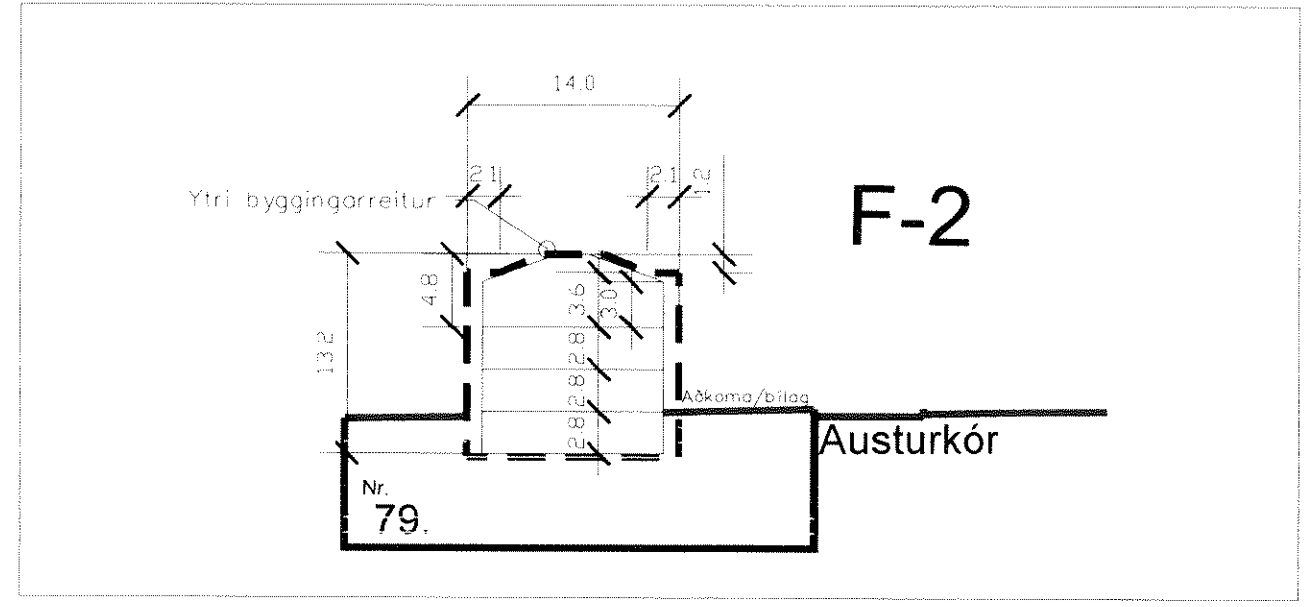 14.0
2.1
2.1
1.2
Ytri byggingarreitur
F-2
4.8
3.6
3.0
13.2
2.8
2.8
Aðkoma/bílag
2.8
Austurkór
Nr.
79.